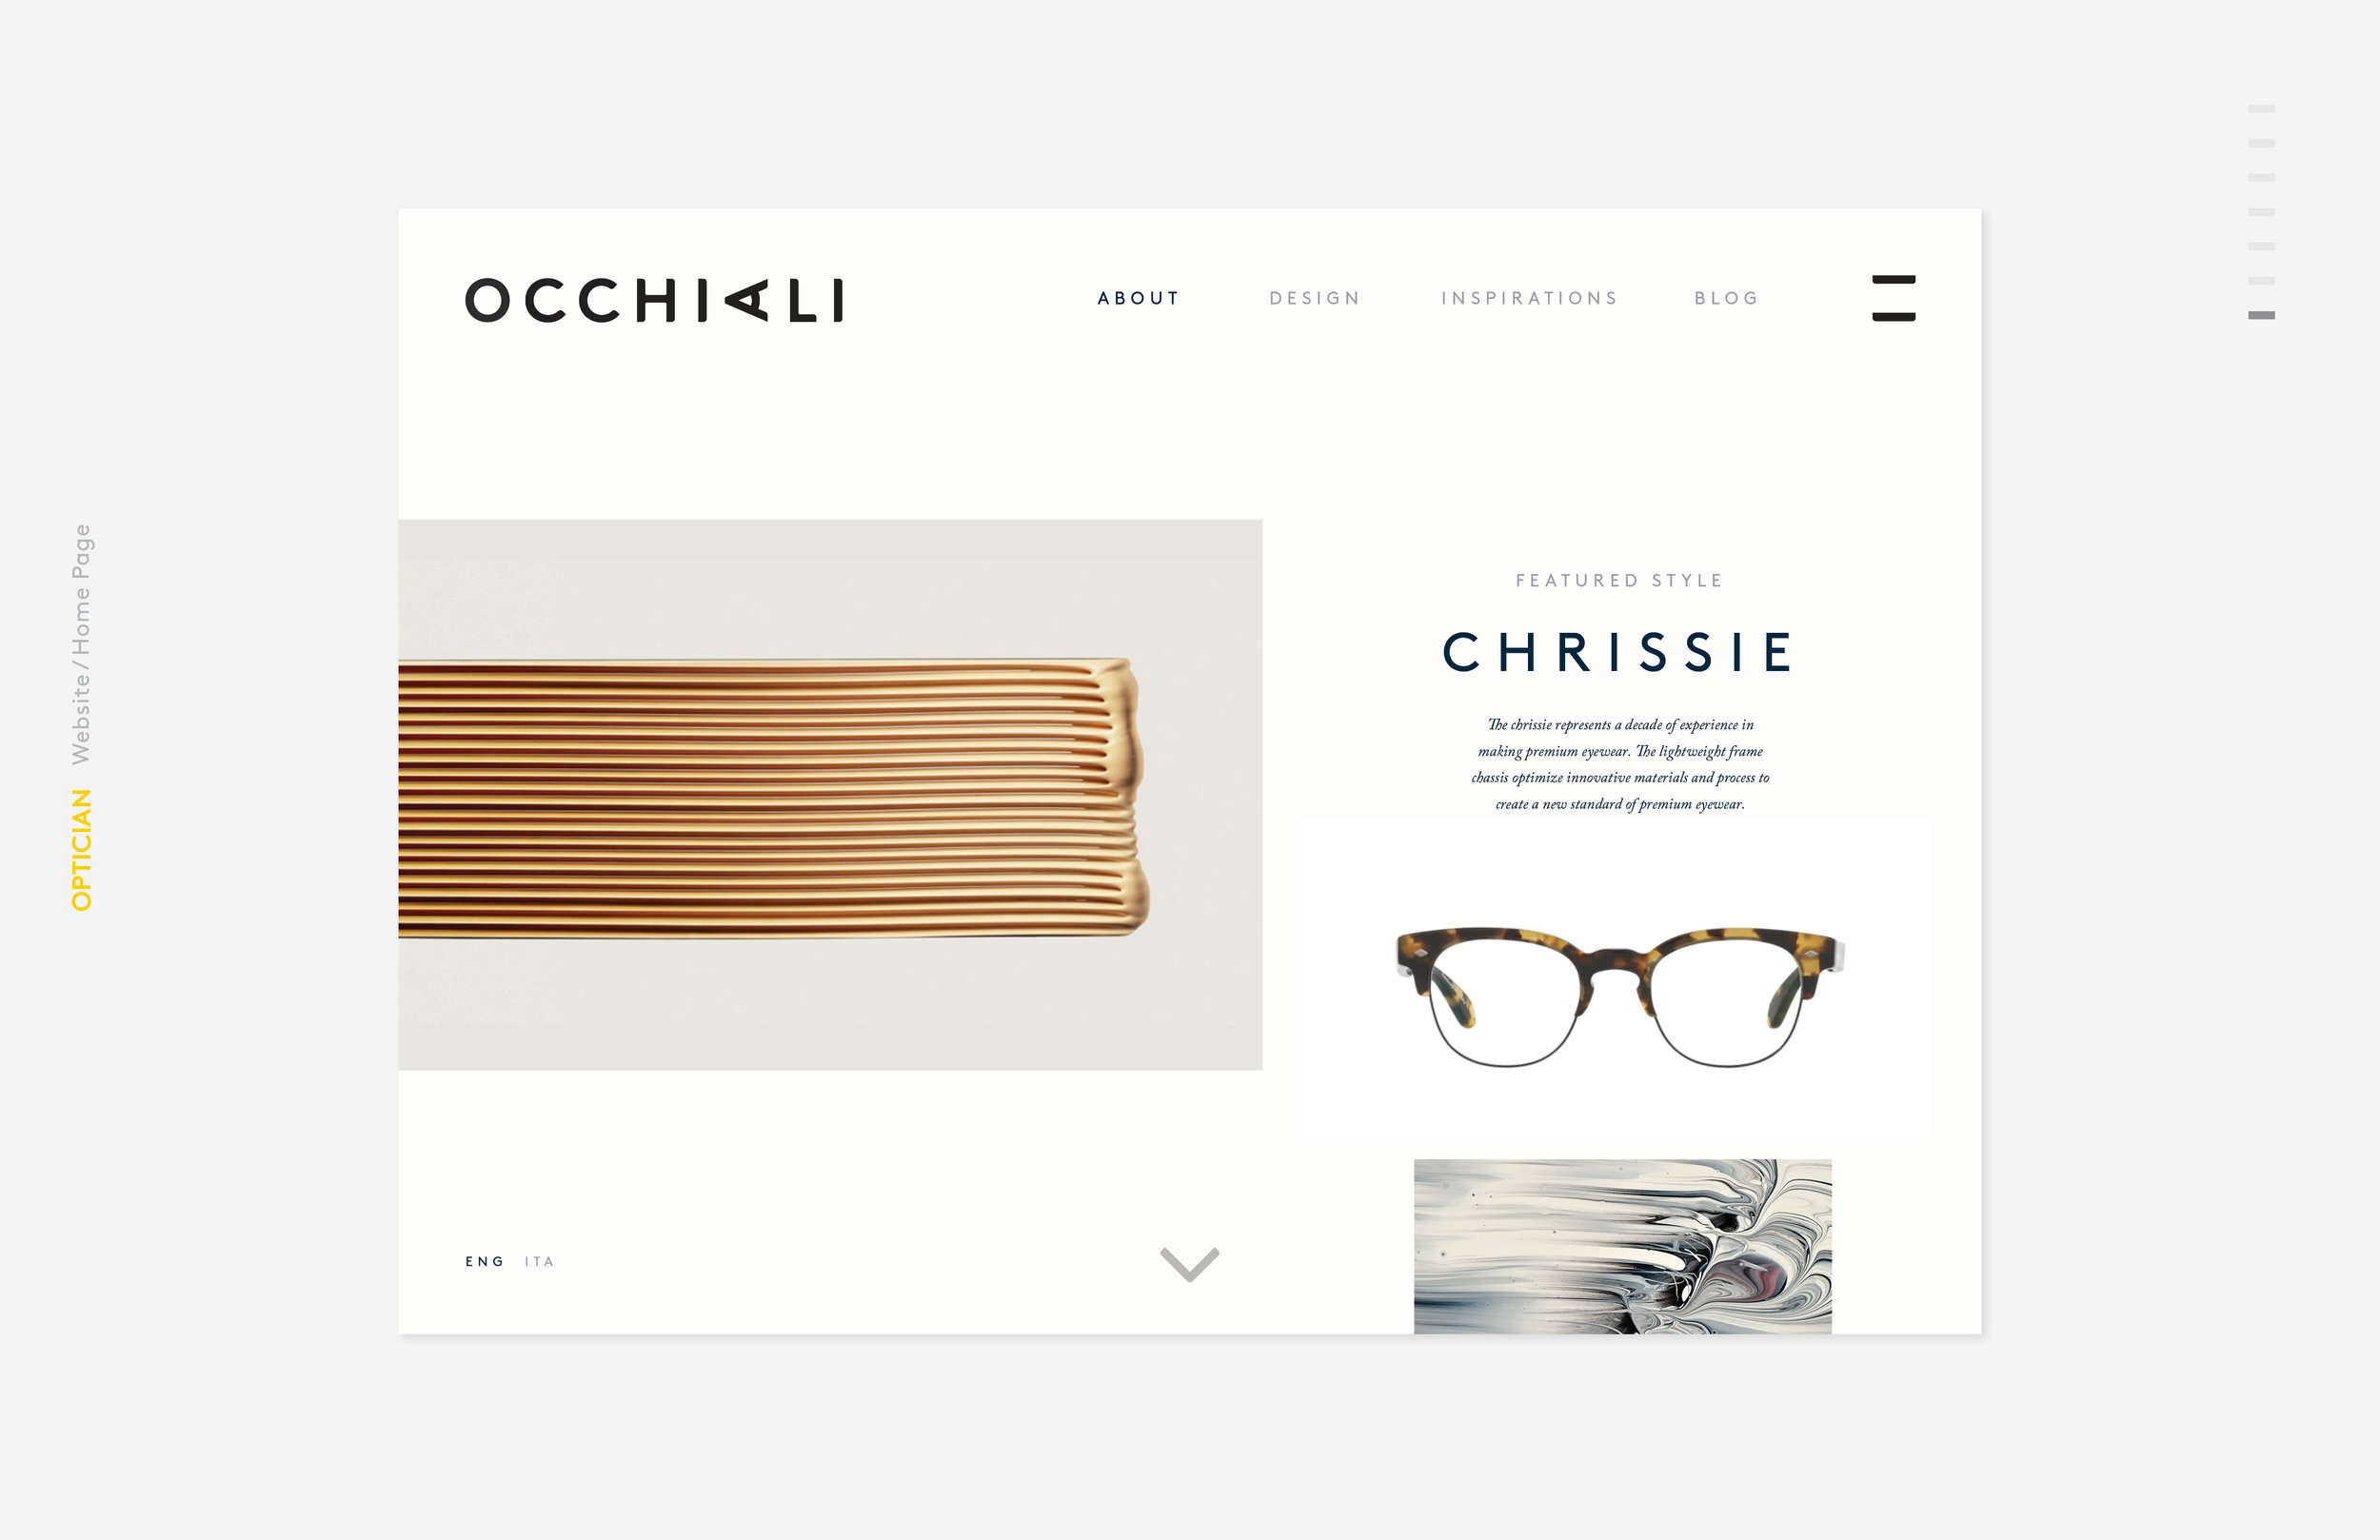 OCCHIALI
ABOUT DESIGN INSPIRATIONS BLOG
FEATURED STYLE
CHRISSIE
The chrissie represents a decade of experience in
making premium eyewear. The lightweight frame
chassis optimize innovative materials and process to
create a new standard of premium eyewear.
ENG ITA
OPTICIAN Website / Home Page